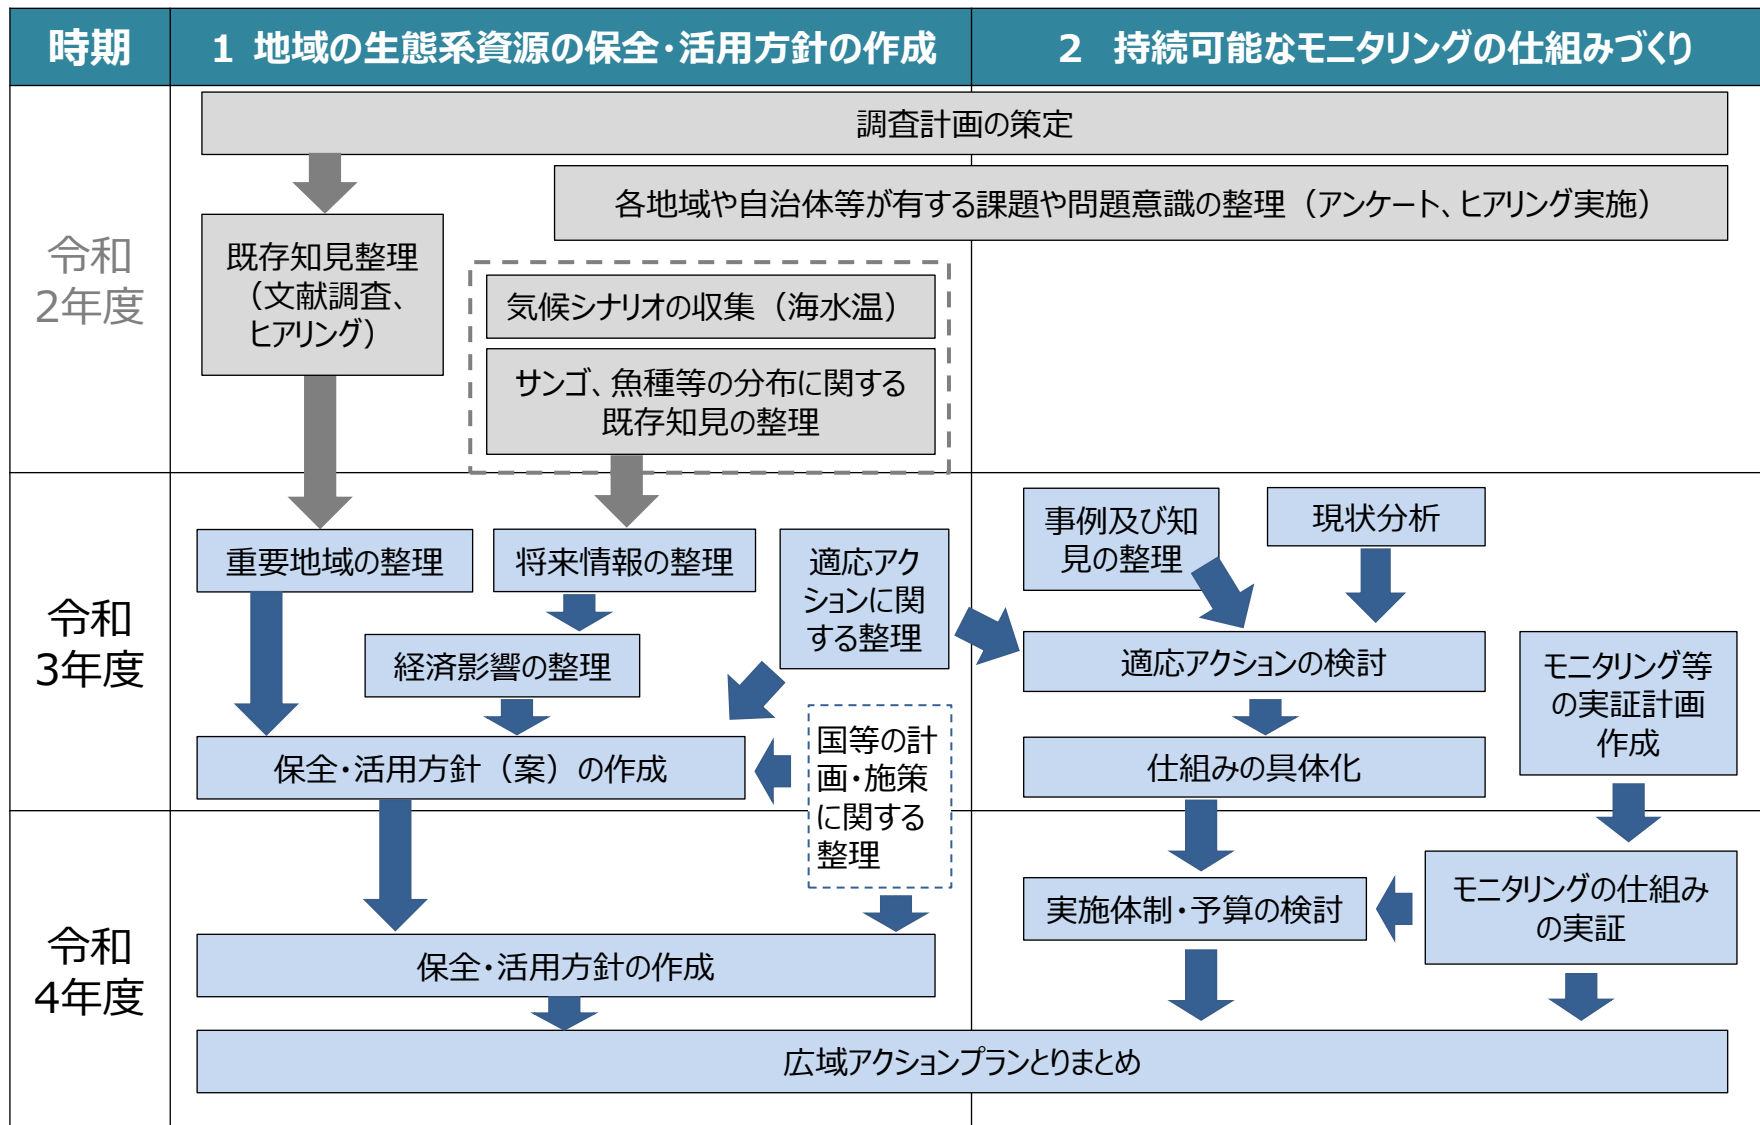 時期
1 地域の生態系資源の保全・活用方針の作成
2 持続可能なモニタリングの仕組みづくり
令和
2年度
調査計画の策定
各地域や自治体等が有する課題や問題意識の整理（アンケート、ヒアリング実施）
既存知見整理
（文献調査、
ヒアリング）
気候シナリオの収集（海水温）
サンゴ、魚種等の分布に関する
既存知見の整理
令和
3年度
重要地域の整理
将来情報の整理
適応アク
ションに関
する整理
経済影響の整理
保全・活用方針（案）の作成
国等の計
画・施策
に関する
整理
事例及び知
見の整理
現状分析
適応アクションの検討
仕組みの具体化
モニタリング等
の実証計画
作成
令和
4年度
保全・活用方針の作成
実施体制・予算の検討
モニタリングの仕組み
の実証
広域アクションプランとりまとめ